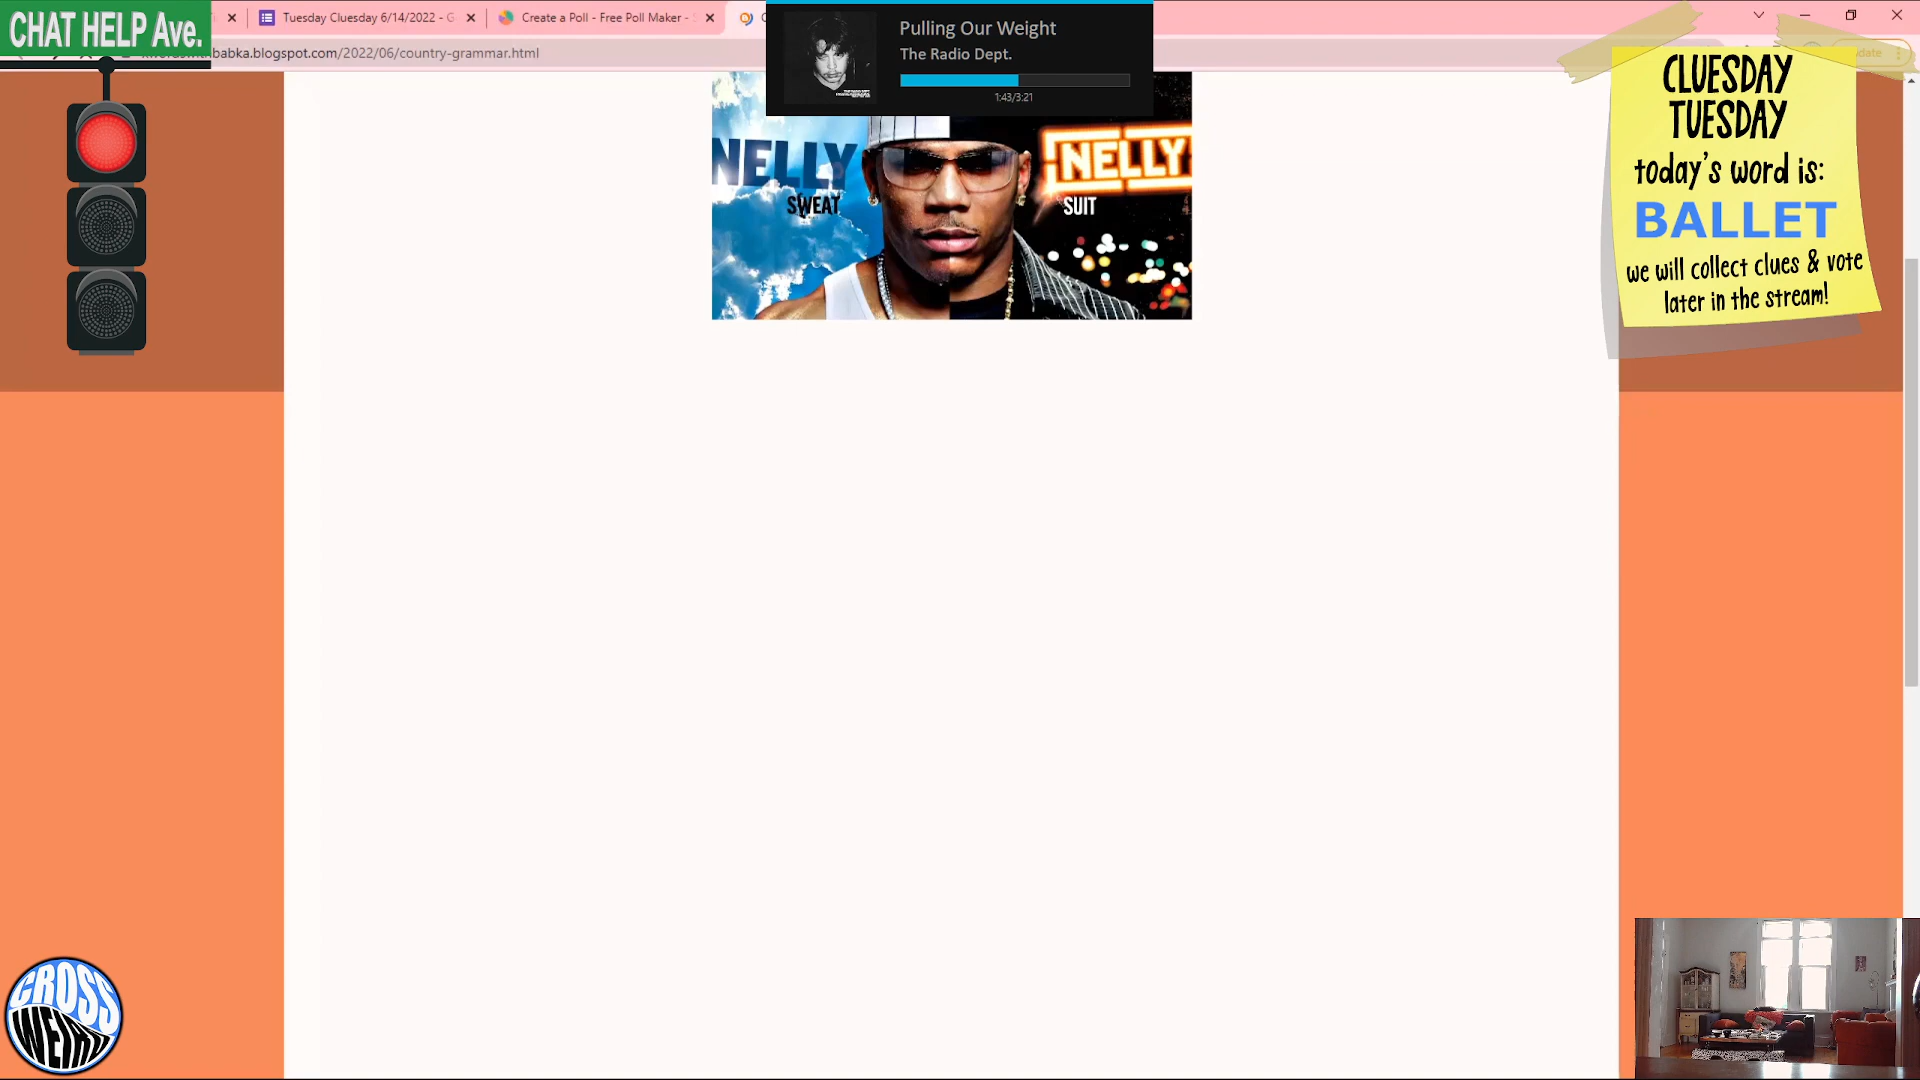 CHAT HELP Ave.
Tuesday Cluesday 6/14/2022 - G
Create a Poll - Free Poll Maker -
babka.blogspot.com/2022/06/country-grammar.html
Pulling Our Weight
The Radio Dept.
1:43/3:21
NELLY
SWEAT
NELLY
SUIT
CLUESDAY
TUESDAY
today's word is:
BALLET
we will collect clues & vote
later in the stream!
CROSS
WEIRD